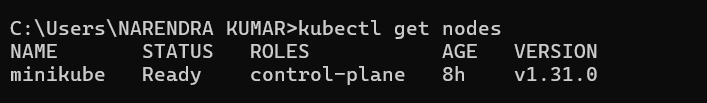 C:\Users\NARENDRA KUMAR>kubectl get nodes
NAME       STATUS   ROLES           AGE   VERSION
minikube   Ready    control-plane   8h    v1.31.0